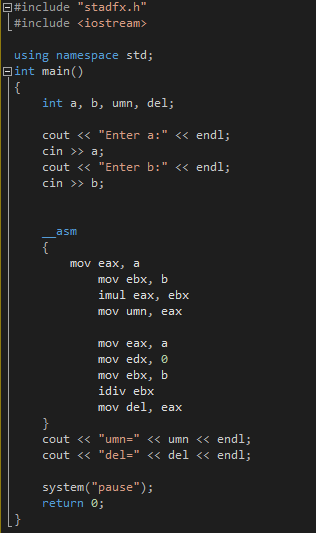 #include "stadfx.h"
#include <iostream>
using namespace std;
int main()
{
int a, b, umn, del;
cout << "Enter a:" << endl;
cin >> a;
cout << "Enter b:" << endl;
cin >> b;
__asm
{
mov eax, a
mov ebx, b
imul eax, ebx
mov umn, eax
mov eax, a
mov edx, 0
mov ebx, b
idiv ebx
mov del, eax
}
cout << "umn=" << umn << endl;
cout << "del=" << del << endl;
system("pause");
return 0;
}